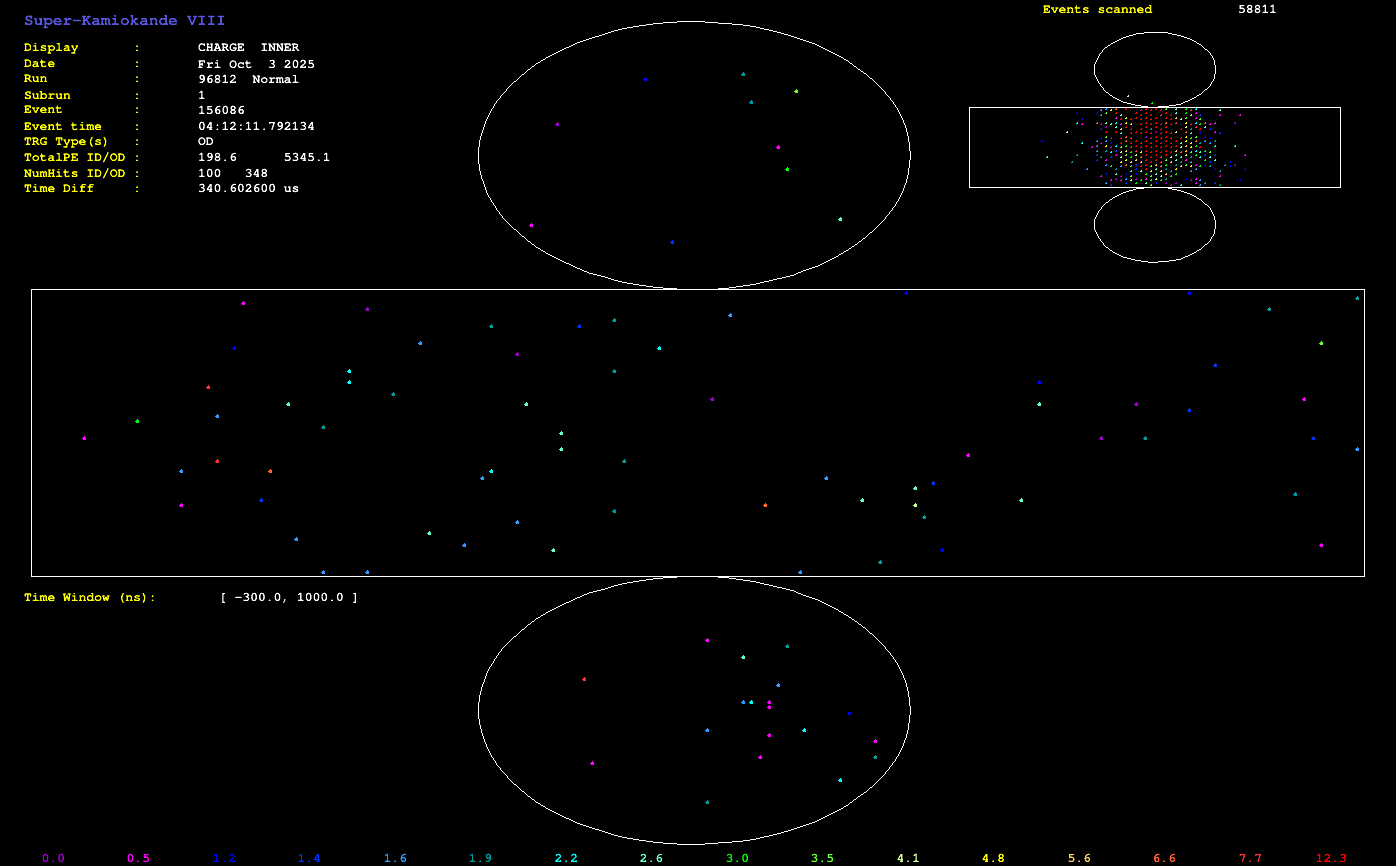 Super-Kamiokande VIII
Events scanned 58811
Display : CHARGE INNER
Date : Fri Oct 3 2025
Run : 96812 Normal
Subrun : 1
Event : 156086
Event time : 04:12:11.792134
TRG Type(s) : OD
TotalPE ID/OD : 198.6 5345.1
NumHits ID/OD : 100 348
Time Diff : 340.602600 us
Time Window (ns): [ -300.0, 1000.0 ]
0.0 0.5 1.2 1.4 1.6 1.9 2.2 2.6 3.0 3.5 4.1 4.8 5.6 6.6 7.7 12.3